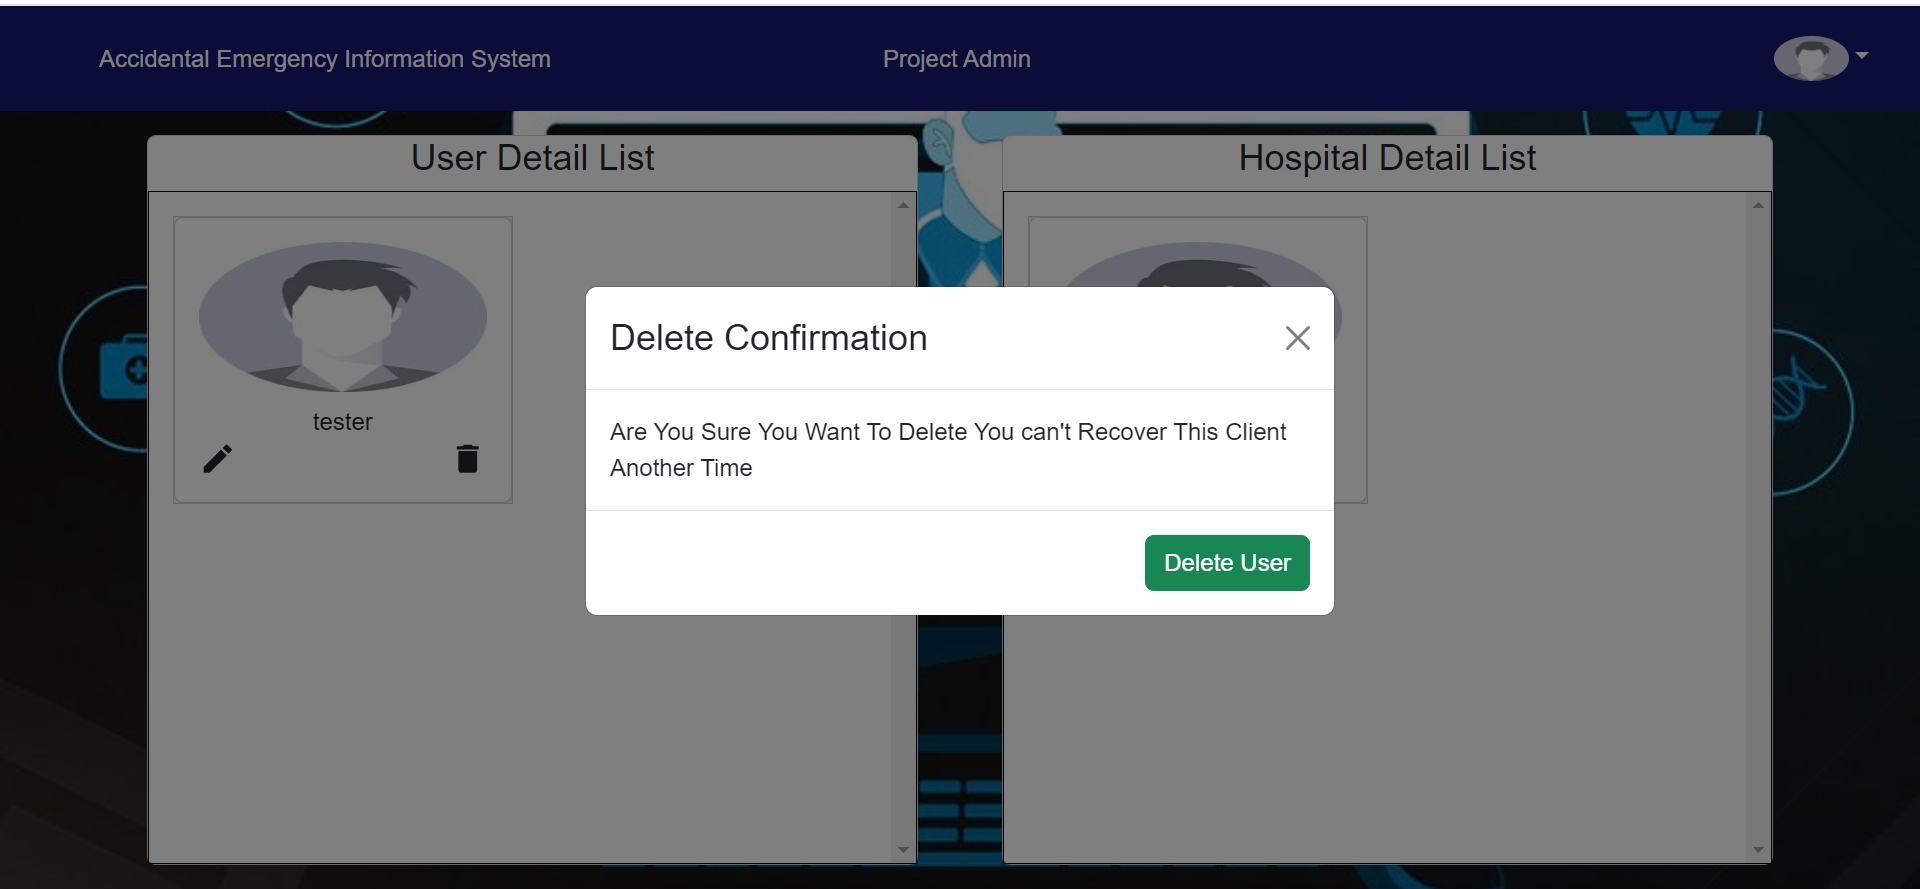 Accidental Emergency Information System
Project Admin
User Detail List
Hospital Detail List
tester
Delete Confirmation
Are You Sure You Want To Delete You can't Recover This Client
Another Time
Delete User